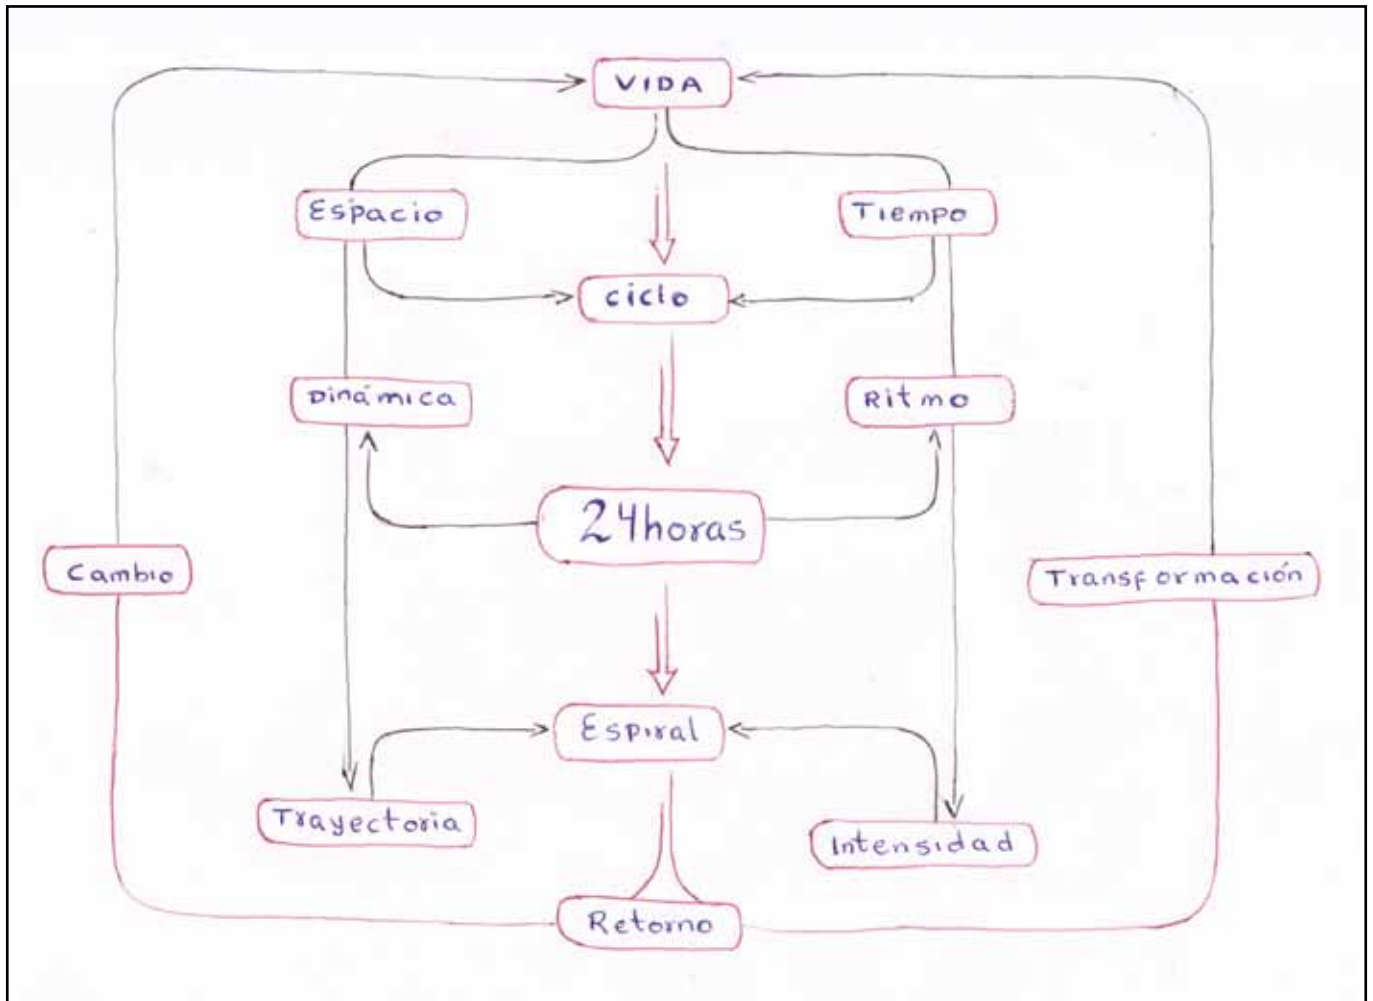 VIDA
Espacio
Tiempo
ciclo
Dinámica
Ritmo
24horas
Cambio
Transformación
Espiral
Trayectoria
Intensidad
Retorno